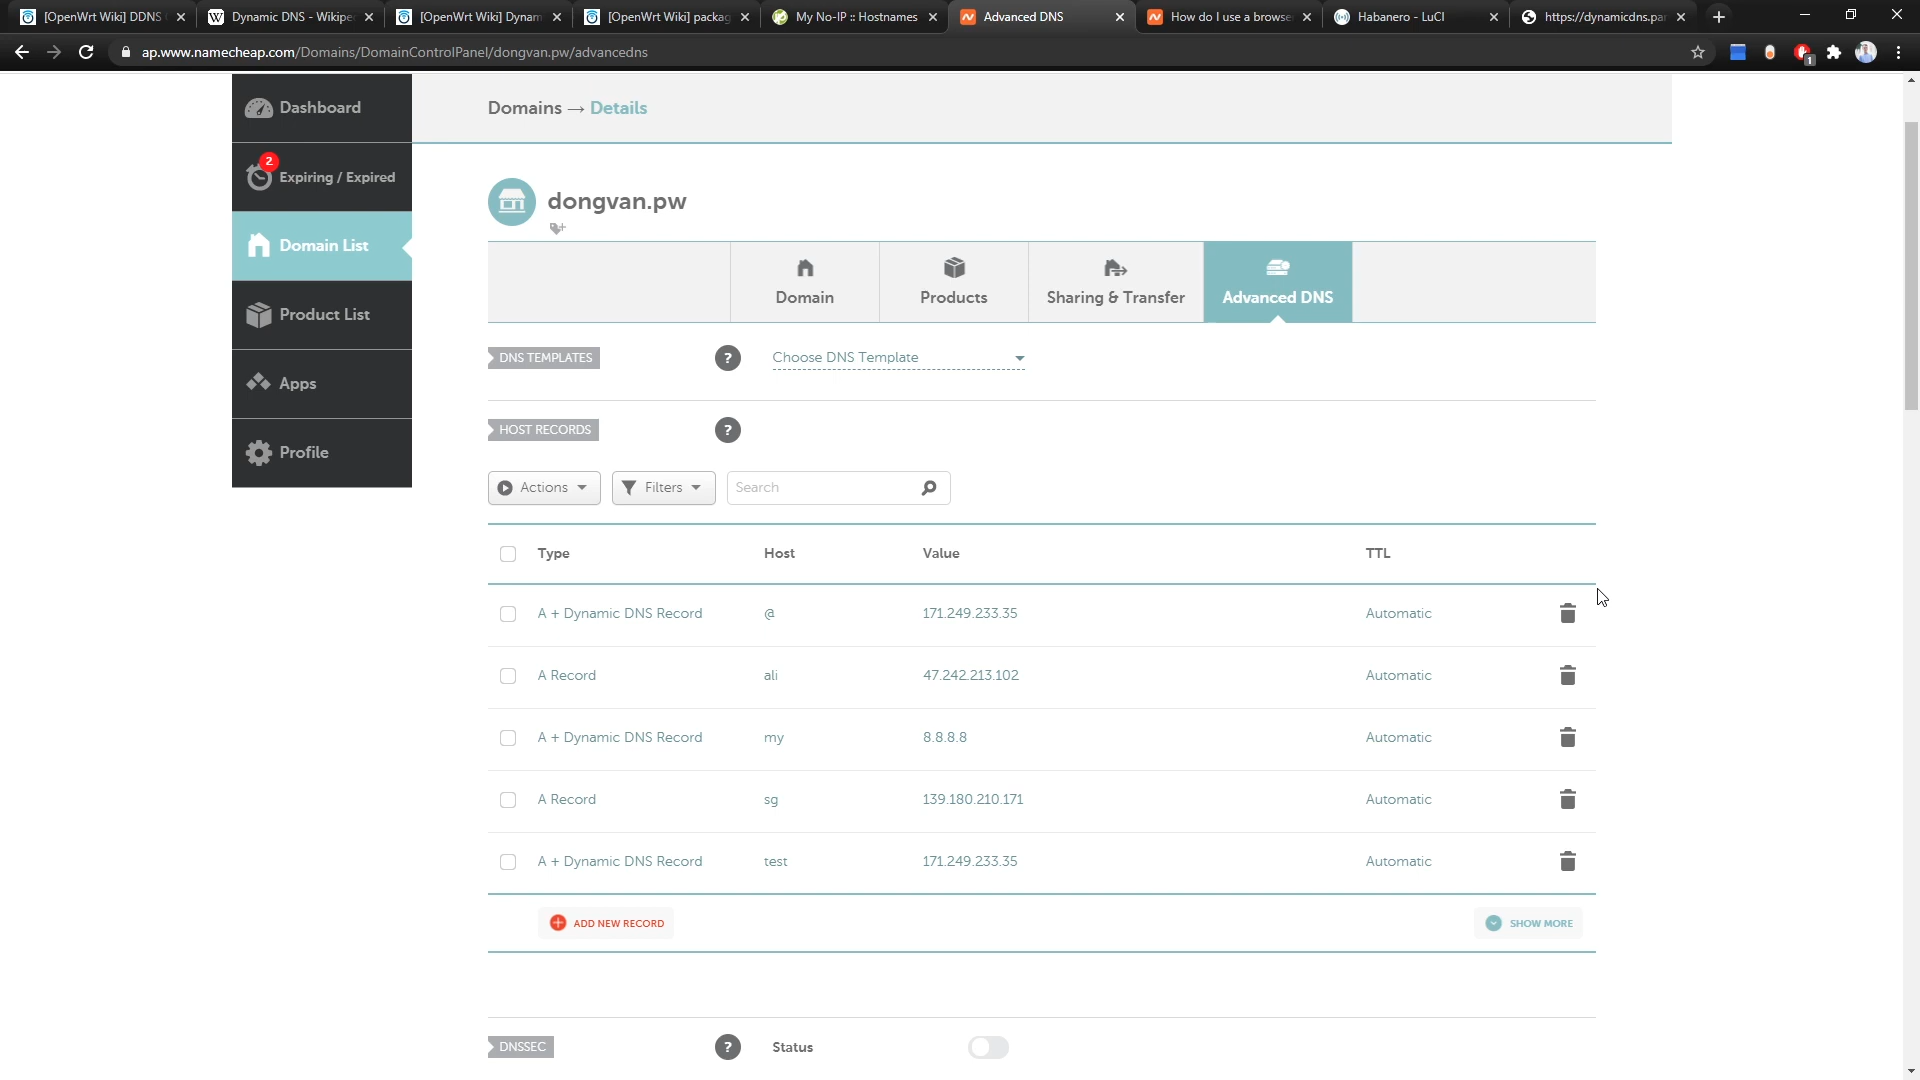 [OpenWrt Wiki] DDNS
Dynamic DNS - Wikipe
[OpenWrt Wiki] Dynam
[OpenWrt Wiki] packag
My No-IP :: Hostnames
Advanced DNS
How do I use a browse
Habanero - LuCI
https://dynamicdns.pa
ap.www.namecheap.com/Domains/DomainControlPanel/dongvan.pw/advancedns
1
Dashboard
2
Expiring / Expired
Domain List
Product List
Apps
Profile
Domains → Details
dongvan.pw
Domain
Products
Sharing & Transfer
Advanced DNS
DNS TEMPLATES
?
Choose DNS Template
HOST RECORDS
?
Actions
Filters
Search
Type Host Value TTL
A + Dynamic DNS Record @ 171.249.233.35 Automatic
A Record ali 47.242.213.102 Automatic
A + Dynamic DNS Record my 8.8.8.8 Automatic
A Record sg 139.180.210.171 Automatic
A + Dynamic DNS Record test 171.249.233.35 Automatic
ADD NEW RECORD
SHOW MORE
DNSSEC
?
Status